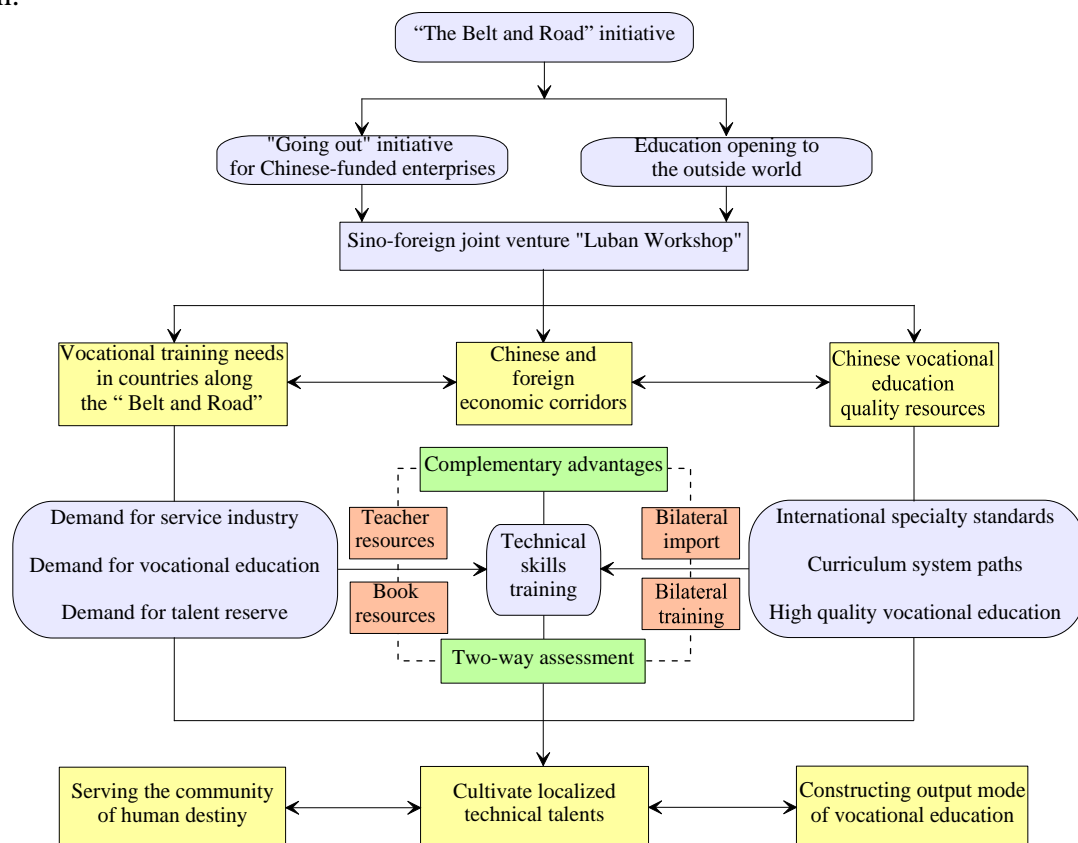 “The Belt and Road” initiative
"Going out" initiative
for Chinese-funded enterprises
Education opening to
the outside world
Sino-foreign joint venture "Luban Workshop"
Vocational training needs
in countries along
the “ Belt and Road”
Chinese and
foreign
economic corridors
Chinese vocational
education
quality resources
Complementary advantages
Demand for service industry
Demand for vocational education
Demand for talent reserve
Teacher
resources
Book
resources
Technical
skills
training
Bilateral
import
Bilateral
training
International specialty standards
Curriculum system paths
High quality vocational education
Two-way assessment
Serving the community
of human destiny
Cultivate localized
technical talents
Constructing output mode
of vocational education